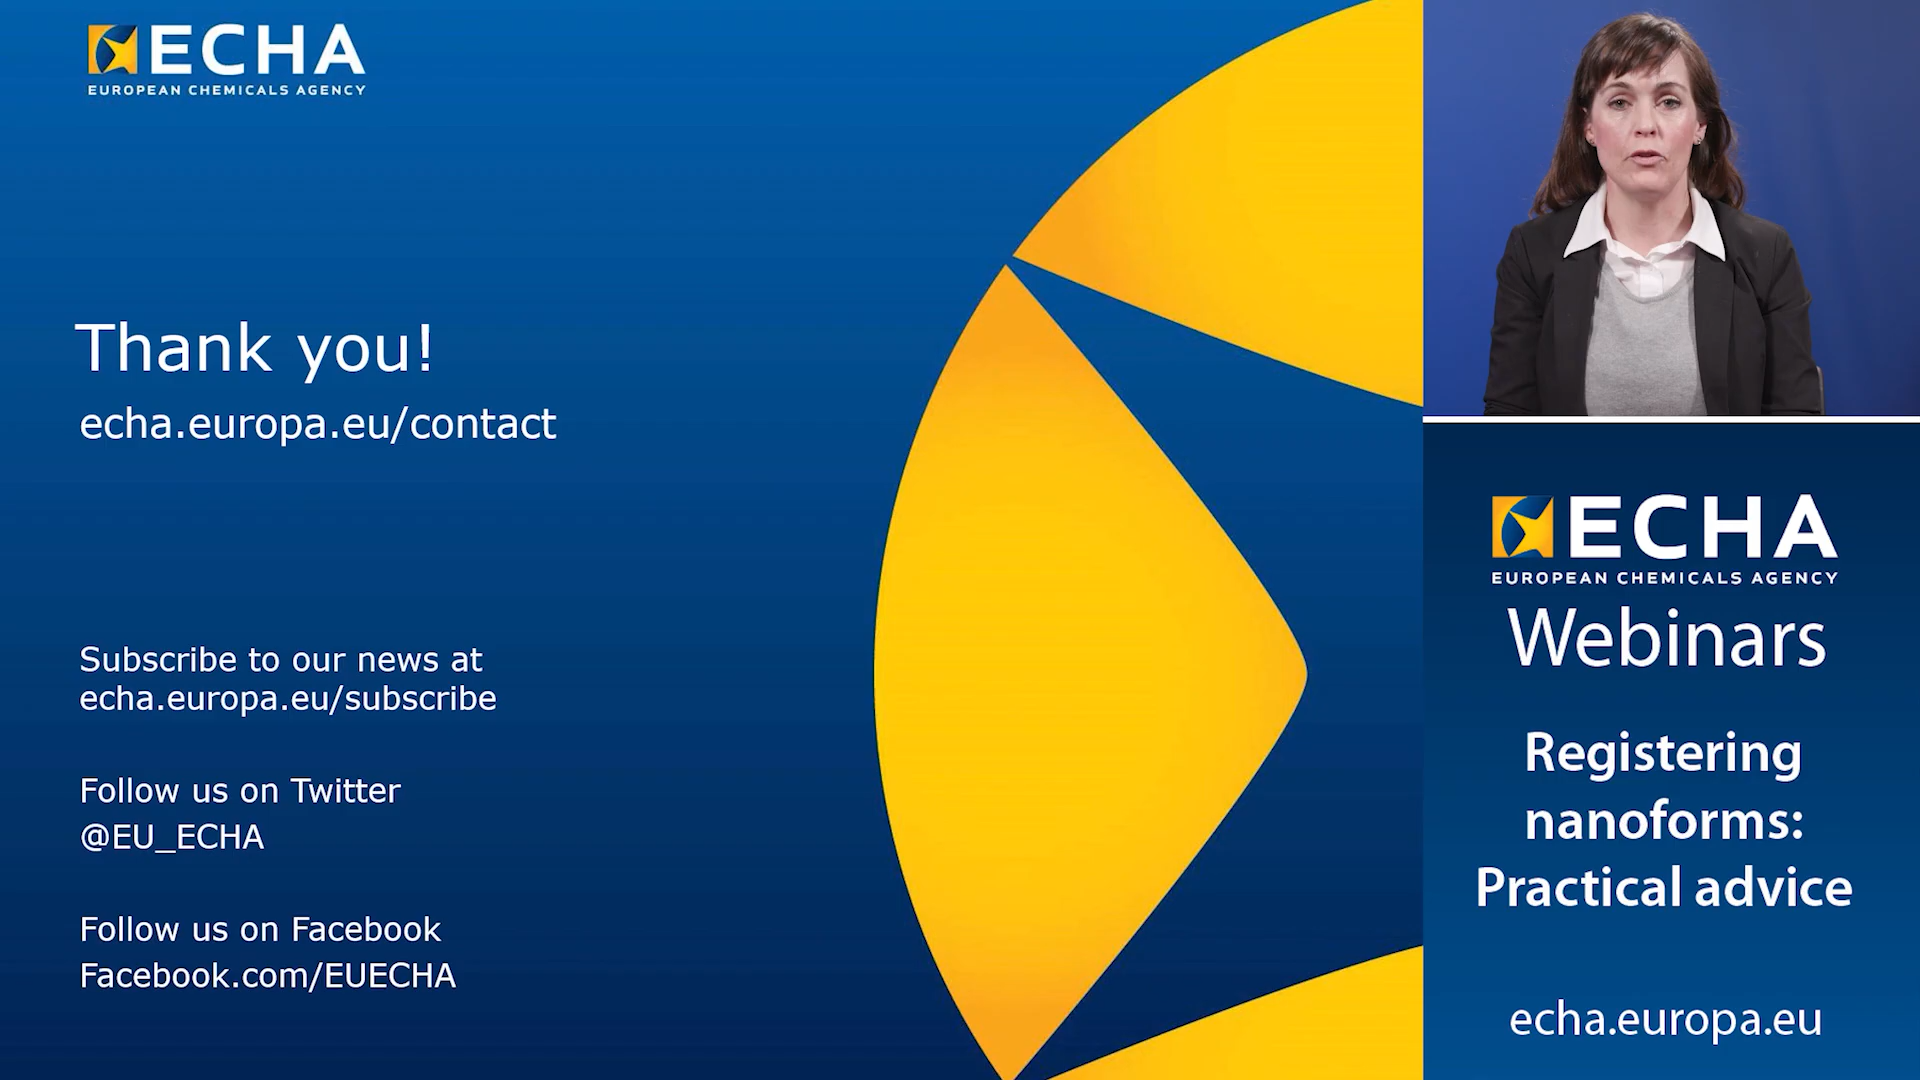 ECHA
EUROPEAN CHEMICALS AGENCY
Thank you!
echa.europa.eu/contact
Subscribe to our news at
echa.europa.eu/subscribe
Follow us on Twitter
@EU_ECHA
Follow us on Facebook
Facebook.com/EUECHA
ECHA
EUROPEAN CHEMICALS AGENCY
Webinars
Registering
nanoforms:
Practical advice
echa.europa.eu